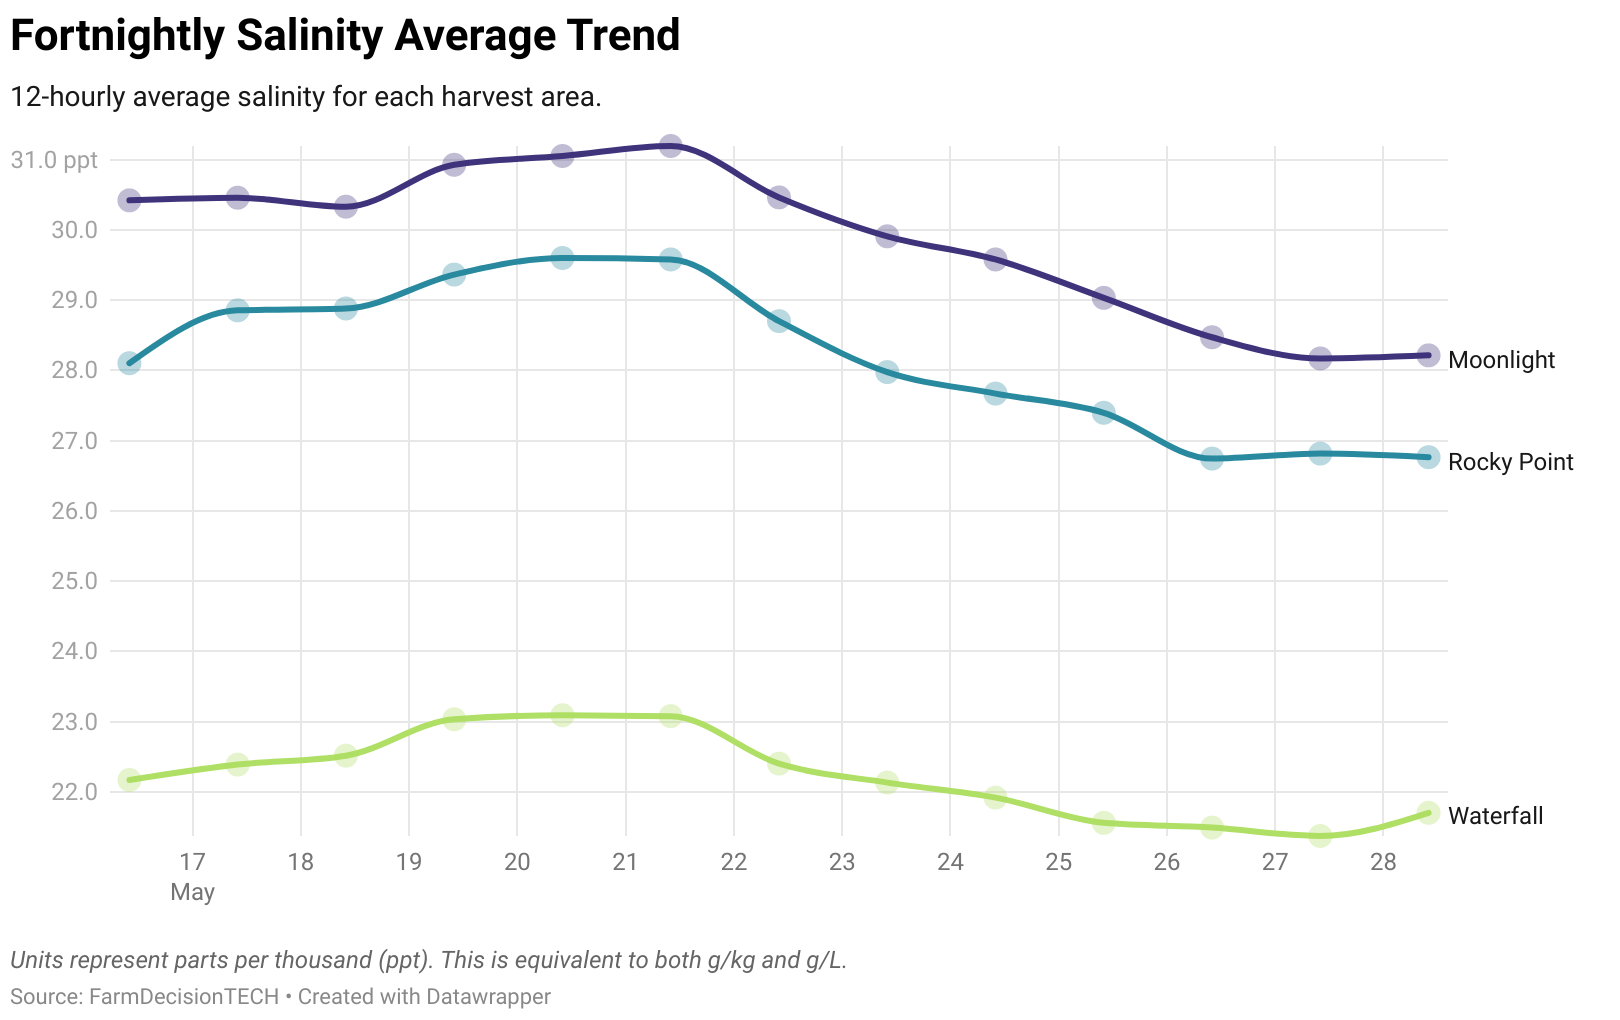 Fortnightly Salinity Average Trend
12-hourly average salinity for each harvest area.
31.0 ppt
30.0
29.0
28.0
27.0
26.0
25.0
24.0
23.0
22.0
Moonlight
Rocky Point
Waterfall
17 18 19 20 21 22 23 24 25 26 27 28
May
Units represent parts per thousand (ppt). This is equivalent to both g/kg and g/L.
Source: FarmDecisionTECH • Created with Datawrapper